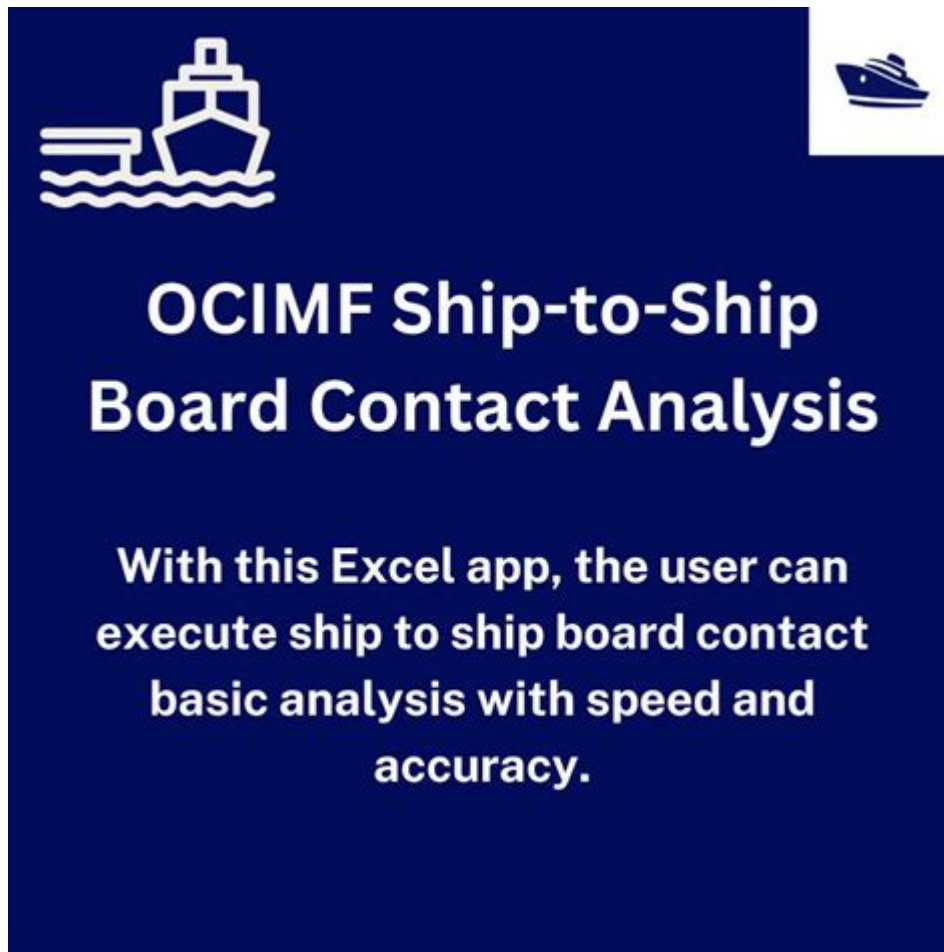 OCIMF Ship-to-Ship
Board Contact Analysis
With this Excel app, the user can
execute ship to ship board contact
basic analysis with speed and
accuracy.